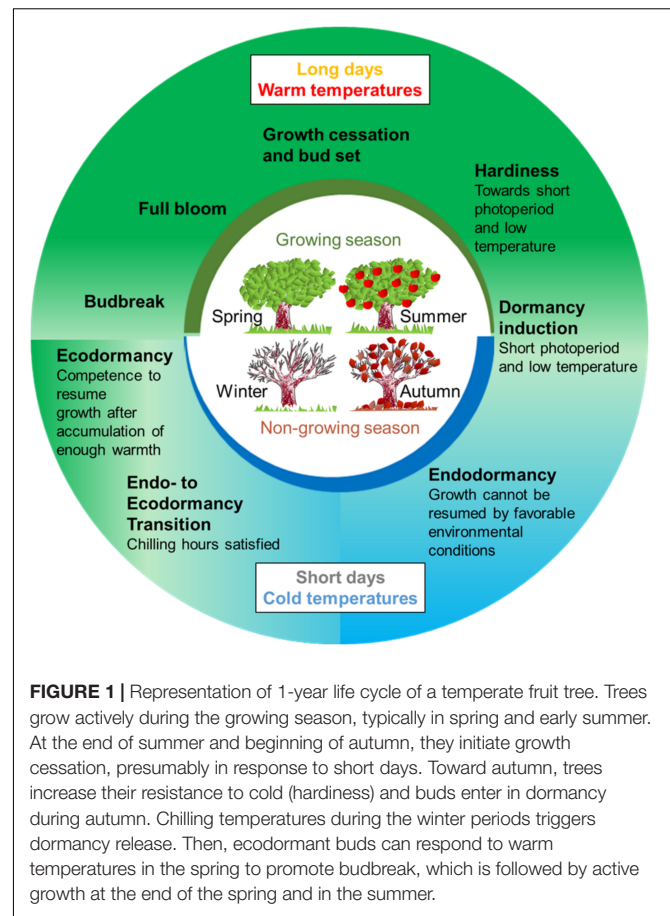 Long days
Warm temperatures
Growth cessation
and bud set
Hardiness
Towards short
photoperiod
and low
temperature
Full bloom
Growing season
Budbreak
Spring
Summer
Dormancy
induction
Short photoperiod
and low temperature
Ecodormancy
Competence to
resume
growth after
accumulation of
enough warmth
Winter
Autumn
Non-growing season
Endo- to
Ecodormancy
Transition
Chilling hours satisfied
Endodormancy
Growth cannot be
resumed by favorable
environmental
conditions
Short days
Cold temperatures
FIGURE 1 | Representation of 1-year life cycle of a temperate fruit tree. Trees
grow actively during the growing season, typically in spring and early summer.
At the end of summer and beginning of autumn, they initiate growth
cessation, presumably in response to short days. Toward autumn, trees
increase their resistance to cold (hardiness) and buds enter in dormancy
during autumn. Chilling temperatures during the winter periods triggers
dormancy release. Then, ecodormant buds can respond to warm
temperatures in the spring to promote budbreak, which is followed by active
growth at the end of the spring and in the summer.